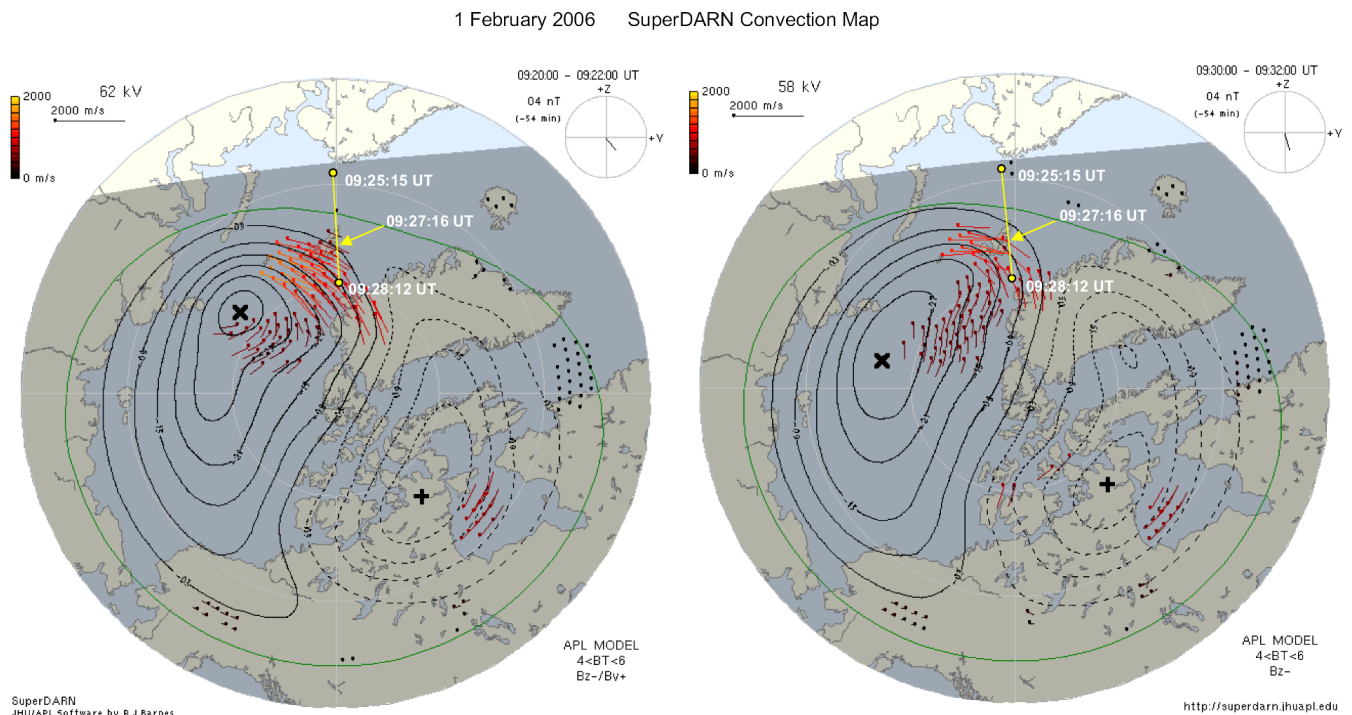 1 February 2006 SuperDARN Convection Map
62 kV
2000
2000 m/s
0 m/s
09:20:00 - 09:22:00 UT
+Z
04 nT
(-54 min)
+Y
09:25:15 UT
09:27:16 UT
09:28:12 UT
APL MODEL
4<BT<6
Bz-/By+
SuperDARN
JHU/APL Software by R.J.Barnes
58 kV
2000
2000 m/s
0 m/s
09:30:00 - 09:32:00 UT
+Z
04 nT
(-54 min)
+Y
09:25:15 UT
09:27:16 UT
09:28:12 UT
APL MODEL
4<BT<6
Bz-
http://superdarn.jhuapl.edu